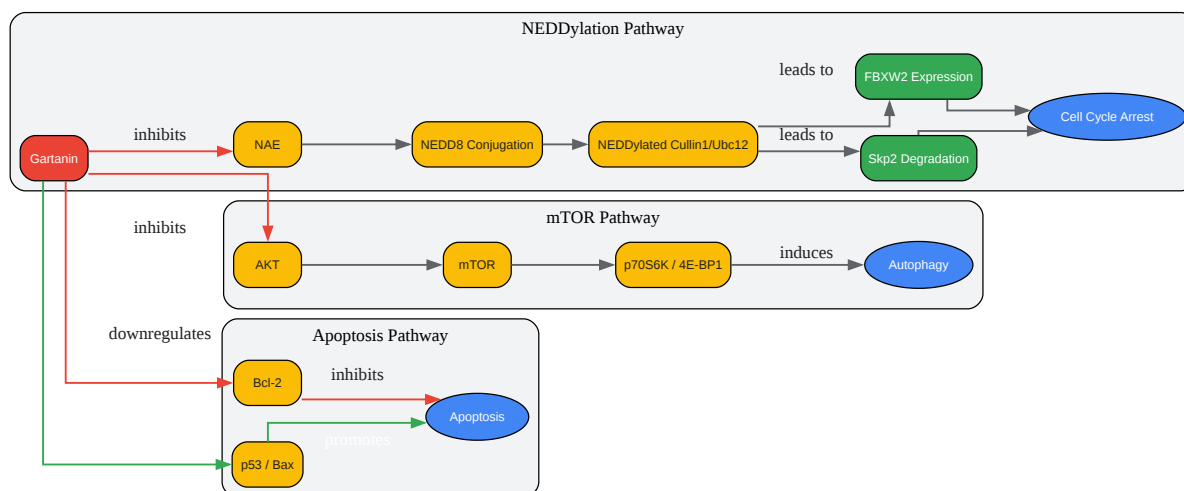 NEDDylation Pathway
leads to
FBXW2 Expression
Cell Cycle Arrest
inhibits
leads to
Gartanin
NAE
NEDD8 Conjugation
NEDDylated Cullin1/Ubc12
Skp2 Degradation
mTOR Pathway
inhibits
AKT
mTOR
p70S6K / 4E-BP1
induces
Autophagy
downregulates
Apoptosis Pathway
Bcl-2
inhibits
Apoptosis
promotes
p53 / Bax